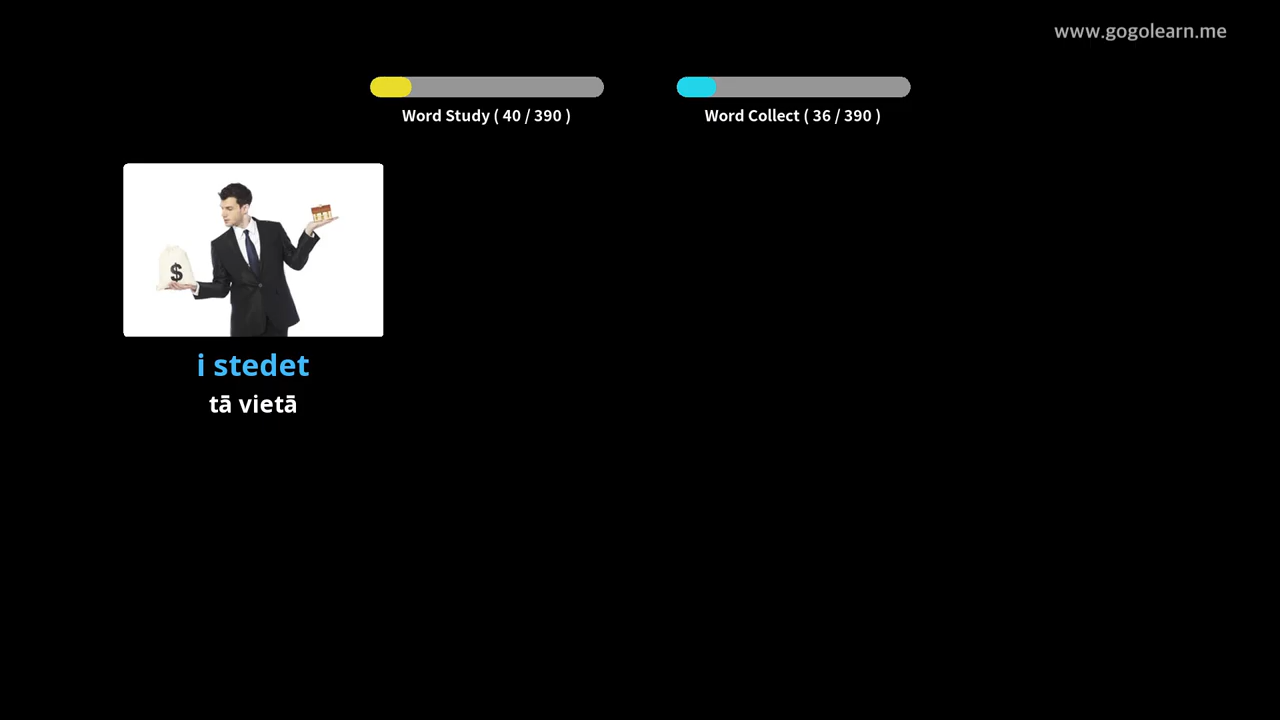 www.gogolearn.me
Word Study ( 40 / 390 )
Word Collect ( 36 / 390 )
$
i stedet
tā vietā